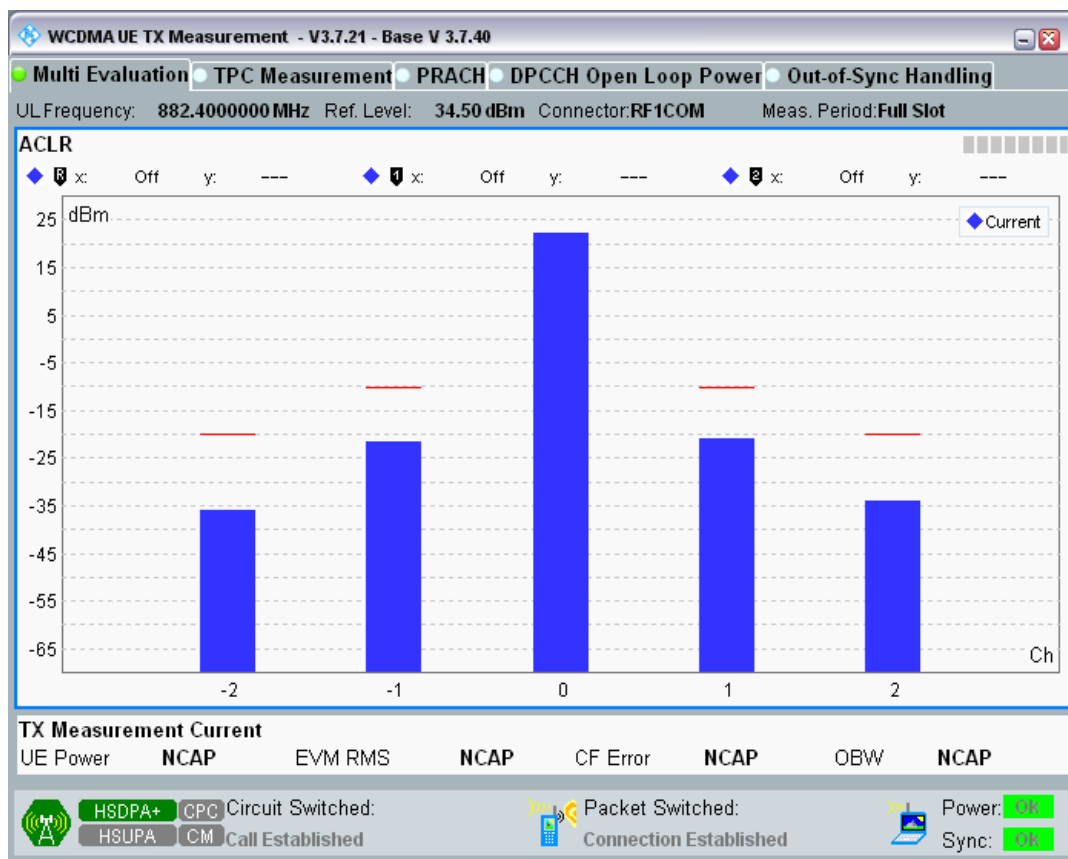 WCDMA UE TX Measurement - V3.7.21 - Base V 3.7.40
Multi Evaluation TPC Measurement PRACH DPCCH Open Loop Power Out-of-Sync Handling
UL Frequency: 882.4000000 MHz Ref. Level: 34.50 dBm Connector:RF1COM Meas. Period:Full Slot
ACLR
R x: Off y: --- 1 x: Off y: --- 2 x: Off y: ---
dBm
Current
25
15
5
-5
-15
-25
-35
-45
-55
-65
Ch
-2 -1 0 1 2
TX Measurement Current
UE Power NCAP EVM RMS NCAP CF Error NCAP OBW NCAP
HSDPA+ CPC Circuit Switched: Packet Switched: Power: Ok
HSUPA CM Call Established Connection Established Sync: Ok